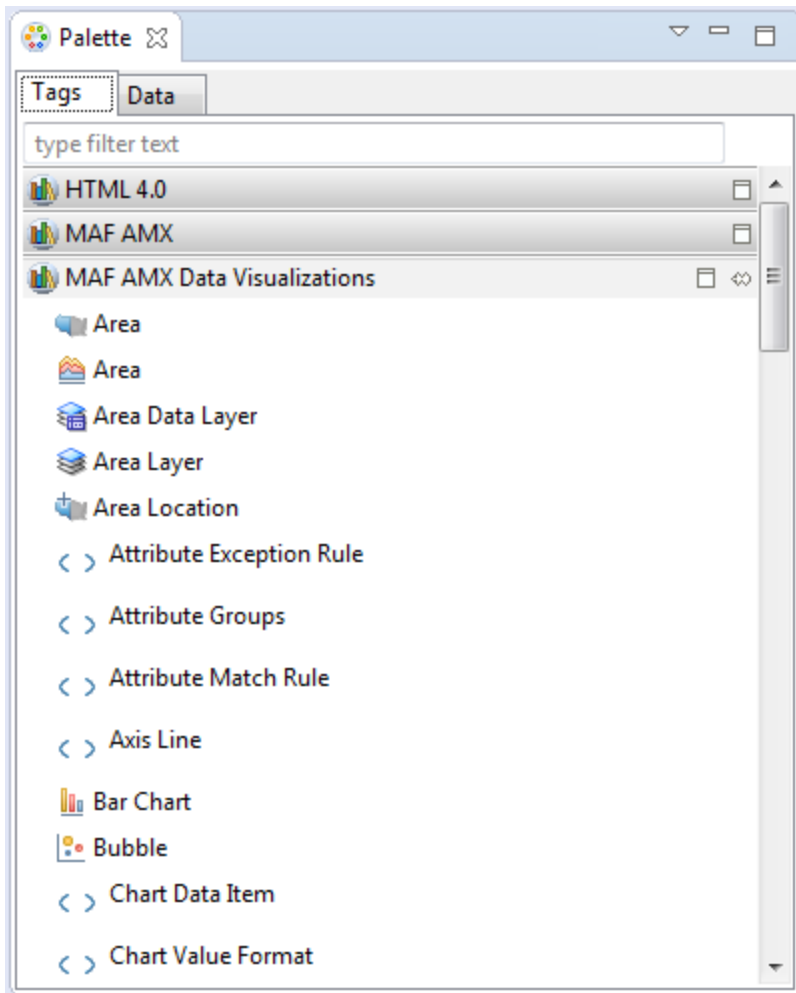 Palette
Tags Data
type filter text
HTML 4.0
MAF AMX
MAF AMX Data Visualizations
Area
Area
Area Data Layer
Area Layer
Area Location
Attribute Exception Rule
Attribute Groups
Attribute Match Rule
Axis Line
Bar Chart
Bubble
Chart Data Item
Chart Value Format